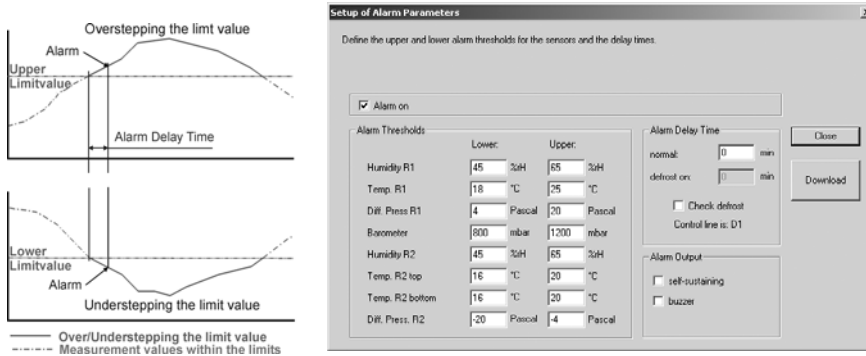 Overstepping the limt value
Alarm
Upper
Limitvalue
Alarm Delay Time
Lower
Limitvalue
Alarm
Understepping the limit value
Over/Understepping the limit value
Measurement values within the limits
Setup of Alarm Parameters
Define the upper and lower alarm thresholds for the sensors and the delay times.
Alarm on
Alarm Thresholds
Lower: Upper:
Humidity R1 45 %rH 65 %rH
Temp. R1 18 °C 25 °C
Diff. Press R1 4 Pascal 20 Pascal
Barometer 800 mbar 1200 mbar
Humidity R2 45 %rH 65 %rH
Temp. R2 top 16 °C 20 °C
Temp. R2 bottom 16 °C 20 °C
Diff. Press. R2 -20 Pascal -4 Pascal
Alarm Delay Time
normal: 0 min
defrost on: 0 min
Check defrost
Control line is: D1
Alarm Output
self-sustaining
buzzer
Close
Download